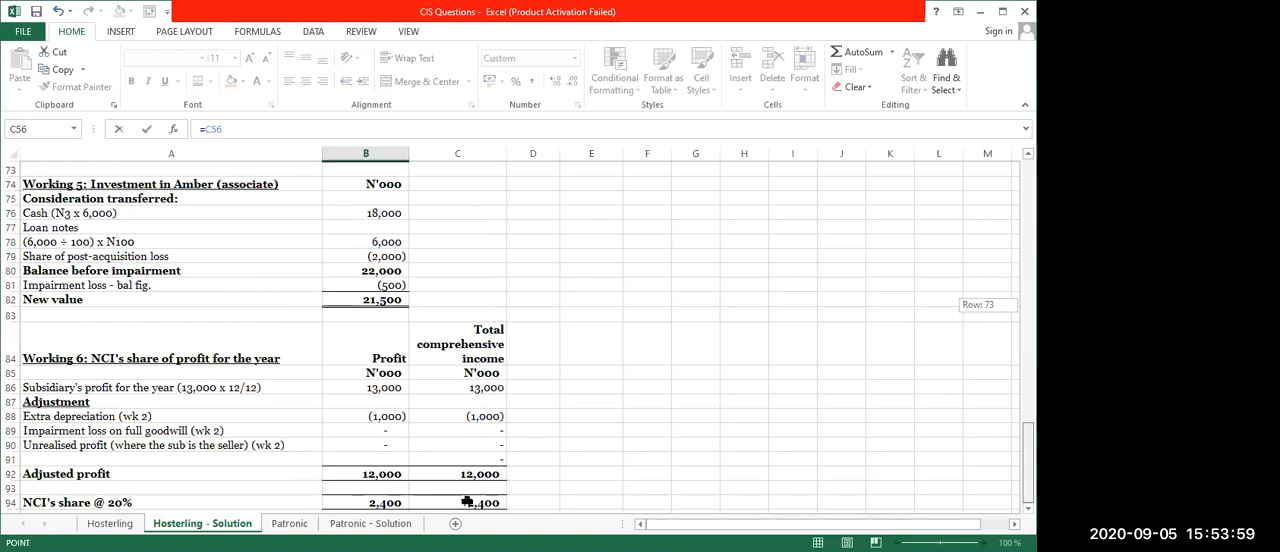 CIS Questions - Excel (Product Activation Failed)
FILE HOME INSERT PAGE LAYOUT FORMULAS DATA REVIEW VIEW Sign in
Cut
Copy
Format Painter
Paste
11
Wrap Text
Merge & Center
Custom
Conditional Formatting
Format as Table
Cell Styles
Insert Delete Format
AutoSum
Fill
Clear
Sort & Filter
Find & Select
Clipboard Font Alignment Number Styles Cells Editing
C56 =C56
A B C D E F G H I J K L M
73
74 Working 5: Investment in Amber (associate) N'000
75 Consideration transferred:
76 Cash (N3 x 6,000) 18,000
77 Loan notes
78 (6,000 ÷ 100) x N100 6,000
79 Share of post-acquisition loss (2,000)
80 Balance before impairment 22,000
81 Impairment loss - bal fig. (500)
82 New value 21,500
Row: 73
83
84 Working 6: NCI's share of profit for the year Profit Total comprehensive income
85 N'000 N'000
86 Subsidiary's profit for the year (13,000 x 12/12) 13,000 13,000
87 Adjustment
88 Extra depreciation (wk 2) (1,000) (1,000)
89 Impairment loss on full goodwill (wk 2) - -
90 Unrealised profit (where the sub is the seller) (wk 2) - -
91 -
92 Adjusted profit 12,000 12,000
93
94 NCI's share @ 20% 2,400 2,400
Hosterling Hosterling - Solution Patronic Patronic - Solution
POINT 100 %
2020-09-05 15:53:59